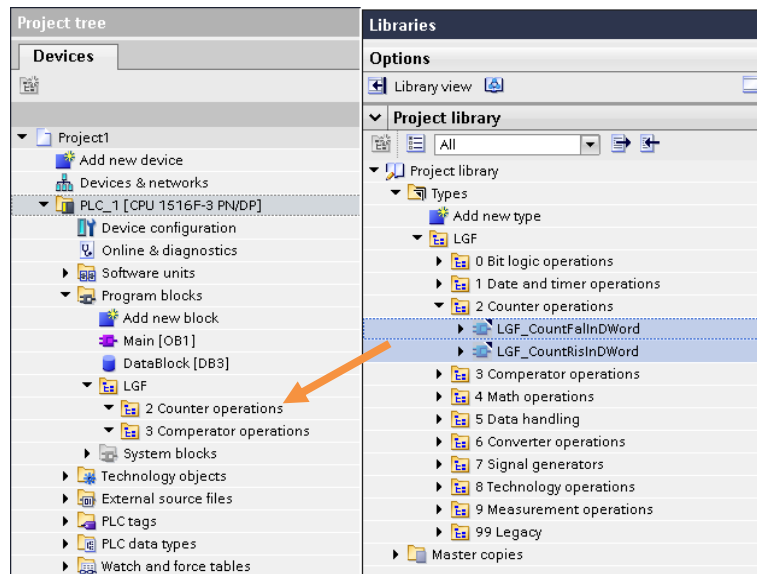 Project tree
Devices
Project1
Add new device
Devices & networks
PLC_1 [CPU 1516F-3 PN/DP]
Device configuration
Online & diagnostics
Software units
Program blocks
Add new block
Main [OB1]
DataBlock [DB3]
LGF
2 Counter operations
3 Comperator operations
System blocks
Technology objects
External source files
PLC tags
PLC data types
Watch and force tables
Libraries
Options
Library view
Project library
All
Project library
Types
Add new type
LGF
0 Bit logic operations
1 Date and timer operations
2 Counter operations
LGF_CountFallInDWord
LGF_CountRisInDWord
3 Comperator operations
4 Math operations
5 Data handling
6 Converter operations
7 Signal generators
8 Technology operations
9 Measurement operations
99 Legacy
Master copies